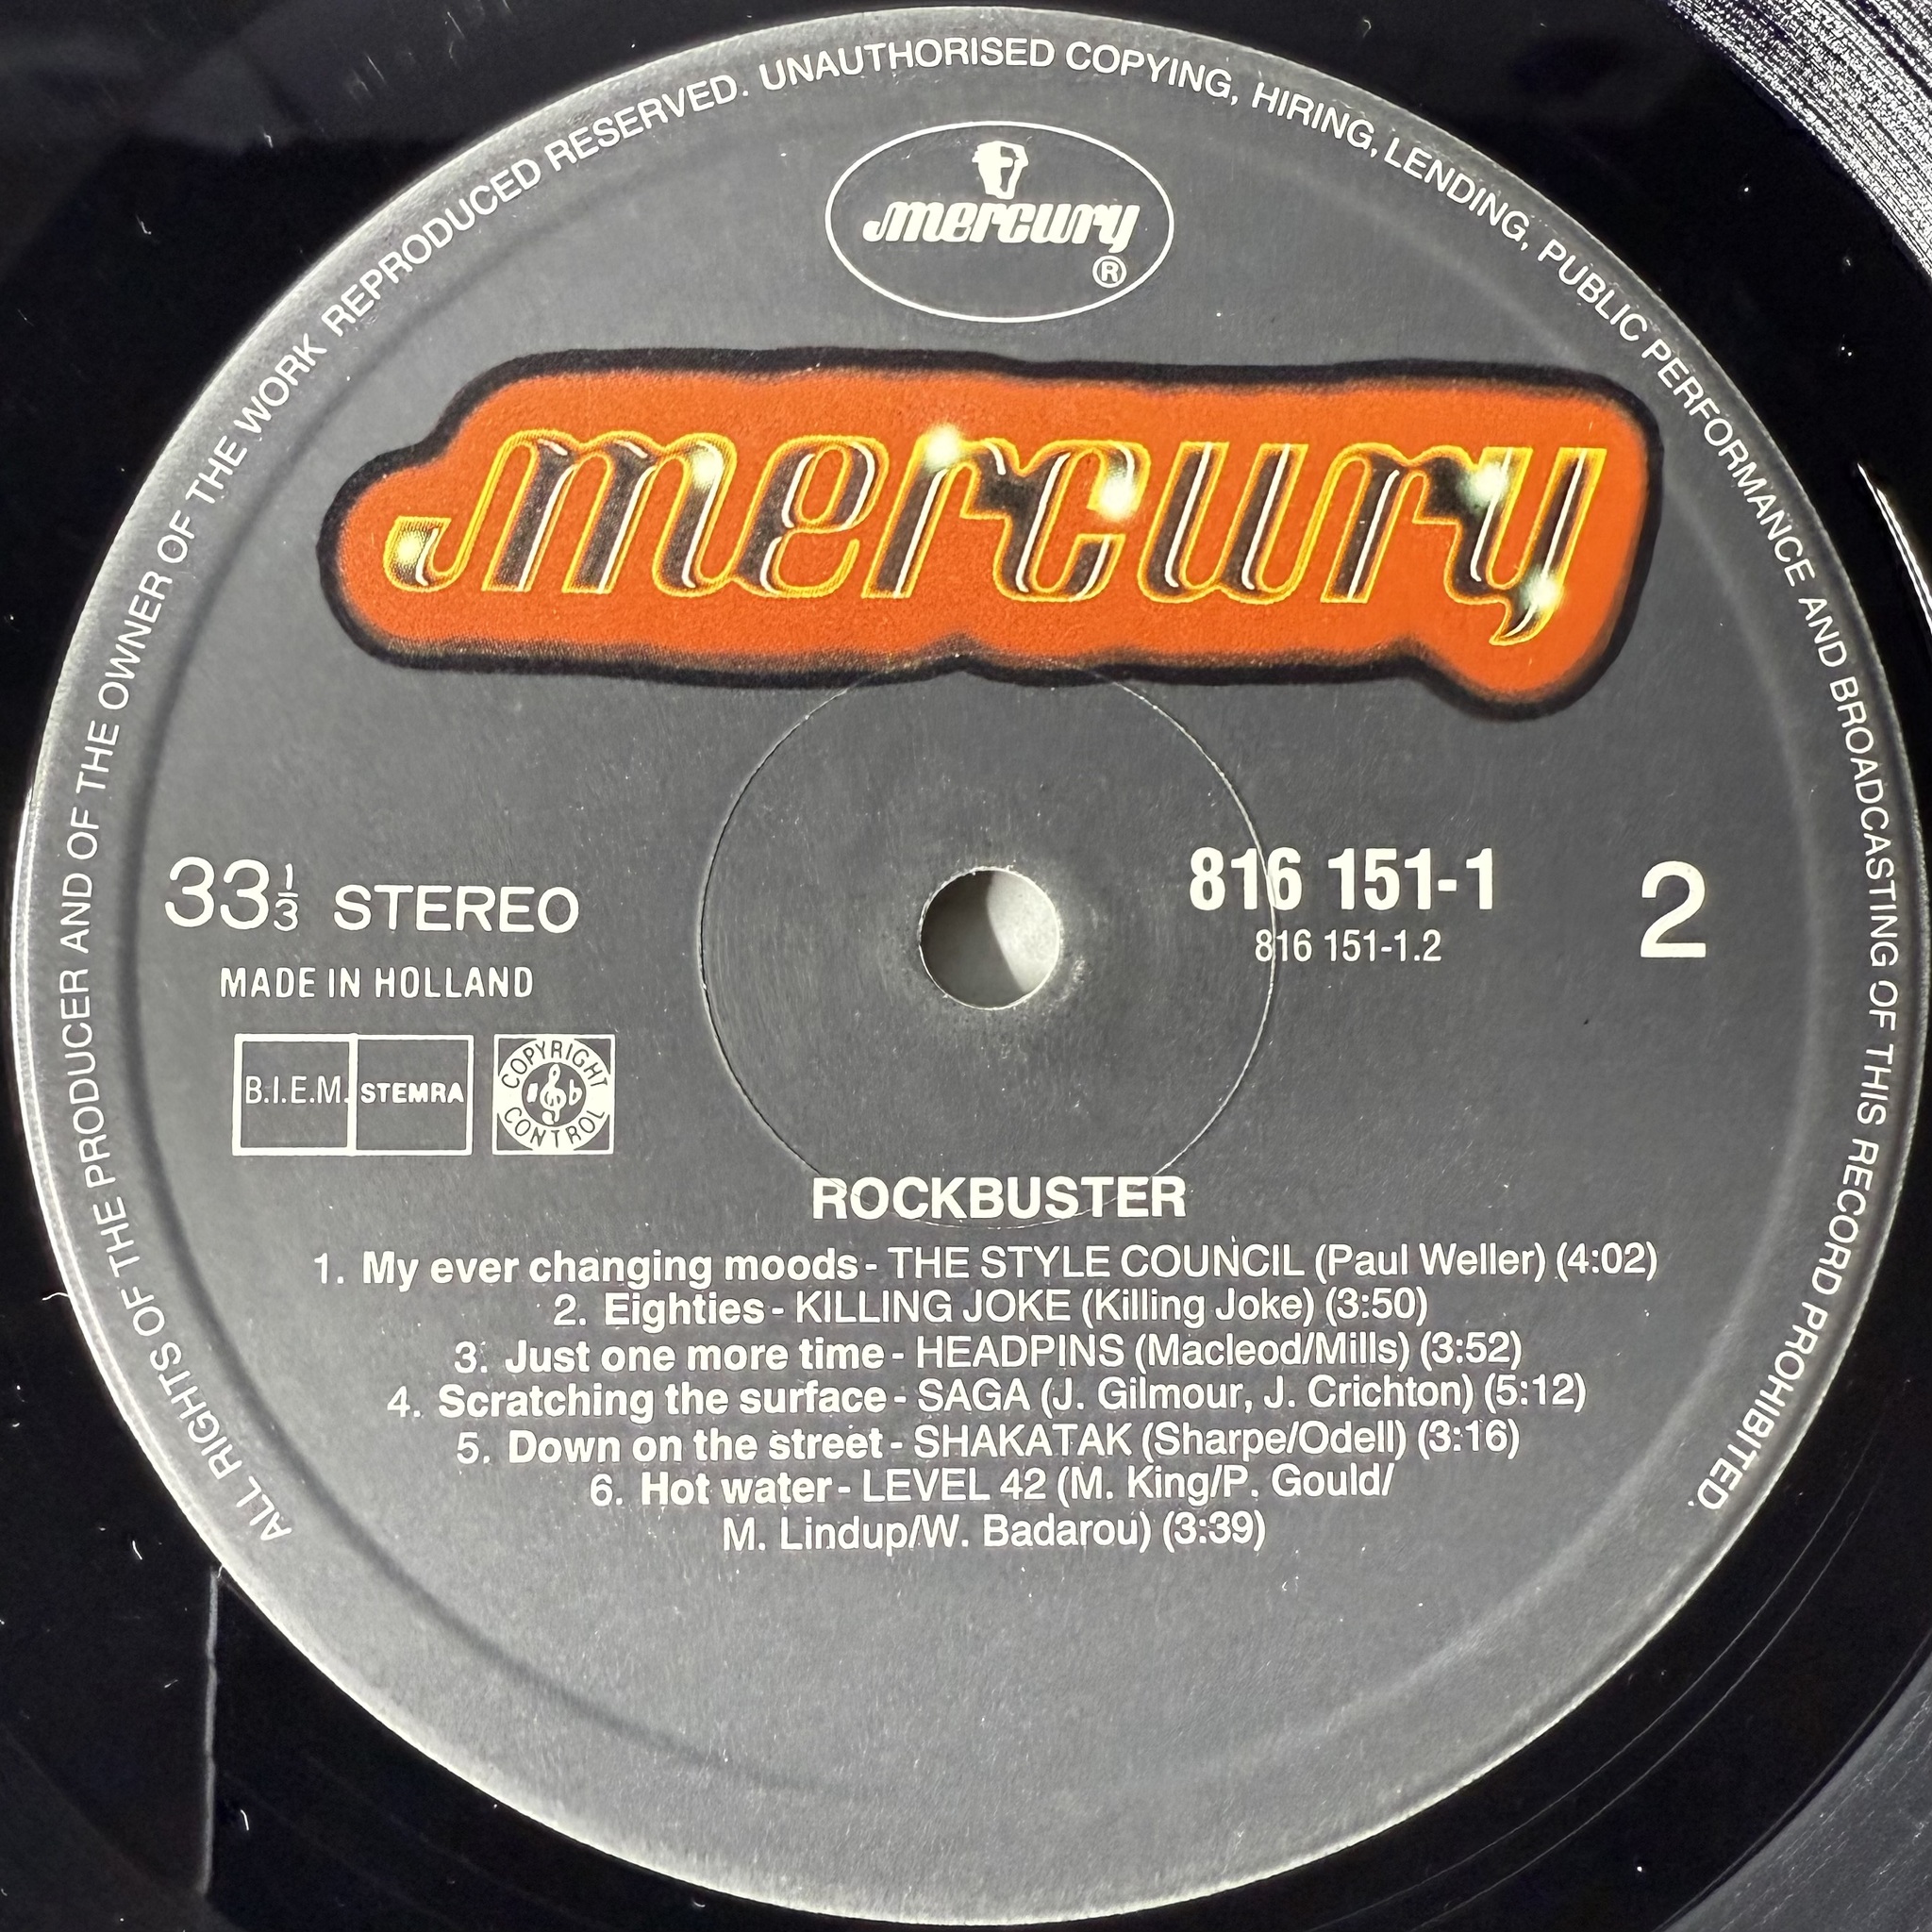 ALL RIGHTS OF THE PRODUCER AND OF THE OWNER OF THE WORK REPRODUCED RESERVED. UNAUTHORISED COPYING, HIRING, LENDING, PUBLIC PERFORMANCE AND BROADCASTING OF THIS RECORD PROHIBITED.
mercury
®
mercury
33⅓ STEREO
MADE IN HOLLAND
B.I.E.M. STEMRA
COPYRIGHT CONTROL
816 151-1
816 151-1.2
2
ROCKBUSTER
1. My ever changing moods - THE STYLE COUNCIL (Paul Weller) (4:02)
2. Eighties - KILLING JOKE (Killing Joke) (3:50)
3. Just one more time - HEADPINS (Macleod/Mills) (3:52)
4. Scratching the surface - SAGA (J. Gilmour, J. Crichton) (5:12)
5. Down on the street - SHAKATAK (Sharpe/Odell) (3:16)
6. Hot water - LEVEL 42 (M. King/P. Gould/
M. Lindup/W. Badarou) (3:39)